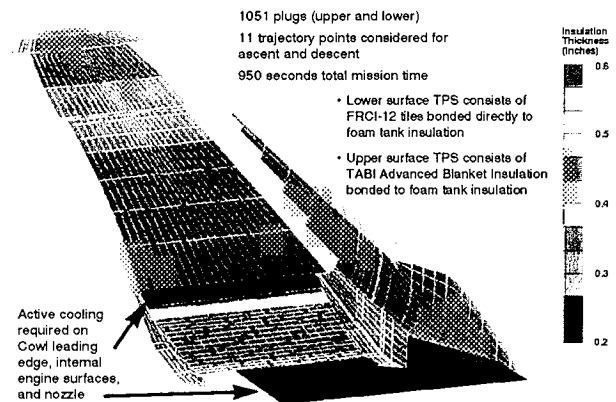 1051 plugs (upper and lower)
11 trajectory points considered for
ascent and descent
950 seconds total mission time
• Lower surface TPS consists of
FRCI-12 tiles bonded directly to
foam tank insulation
• Upper surface TPS consists of
TABI Advanced Blanket Insulation
bonded to foam tank insulation
Insulation
Thickness
(Inches)
0.6
0.5
0.4
0.3
0.2
Active cooling
required on
Cowl leading
edge, internal
engine surfaces,
and nozzle